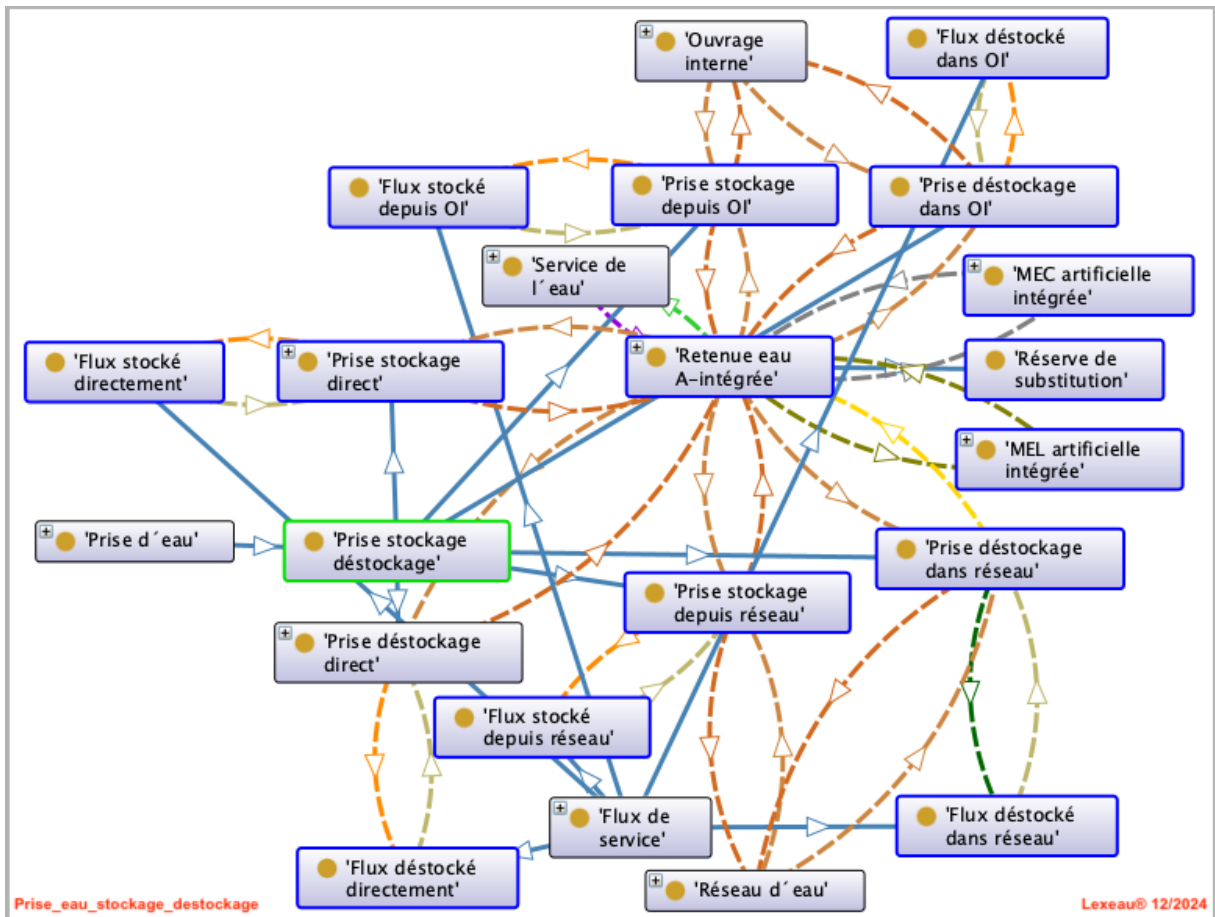 'Ouvrage
interne'
'Flux déstocké
dans OI'
'Flux stocké
depuis OI'
'Prise stockage
depuis OI'
'Prise déstockage
dans OI'
'Service de
l´eau'
'MEC artificielle
intégrée'
'Flux stocké
directement'
'Prise stockage
direct'
'Retenue eau
A-intégrée'
'Réserve de
substitution'
'MEL artificielle
intégrée'
'Prise d´eau'
'Prise stockage
déstockage'
'Prise déstockage
dans réseau'
'Prise stockage
depuis réseau'
'Prise déstockage
direct'
'Flux stocké
depuis réseau'
'Flux de
service'
'Flux déstocké
dans réseau'
'Flux déstocké
directement'
'Réseau d´eau'
Prise_eau_stockage_destockage
Lexeau® 12/2024